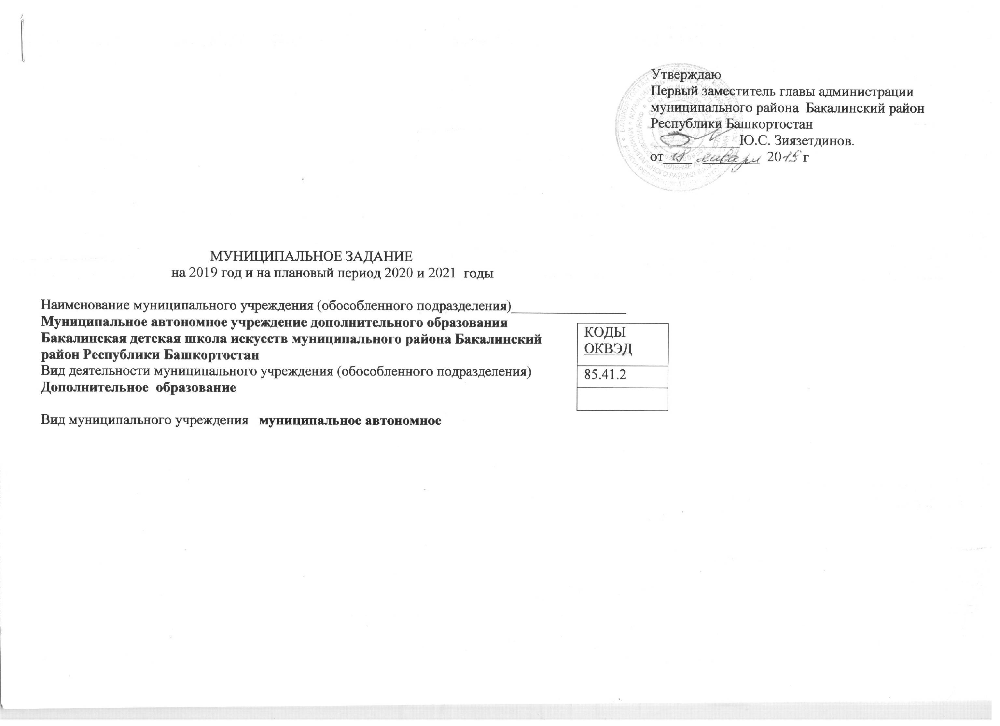 Утверждаю
Первый заместитель главы администрации
муниципального района  Бакалинский район
Республики Башкортостан
____________Ю.С. Зиязетдинов.
от 18 января 2019 г
МУНИЦИПАЛЬНОЕ ЗАДАНИЕ
на 2019 год и на плановый период 2020 и 2021  годы
Наименование муниципального учреждения (обособленного подразделения)________________
Муниципальное автономное учреждение дополнительного образования
Бакалинская детская школа искусств муниципального района Бакалинский
район Республики Башкортостан
Вид деятельности муниципального учреждения (обособленного подразделения)
Дополнительное  образование
Вид муниципального учреждения   муниципальное автономное
КОДЫ
ОКВЭД
85.41.2